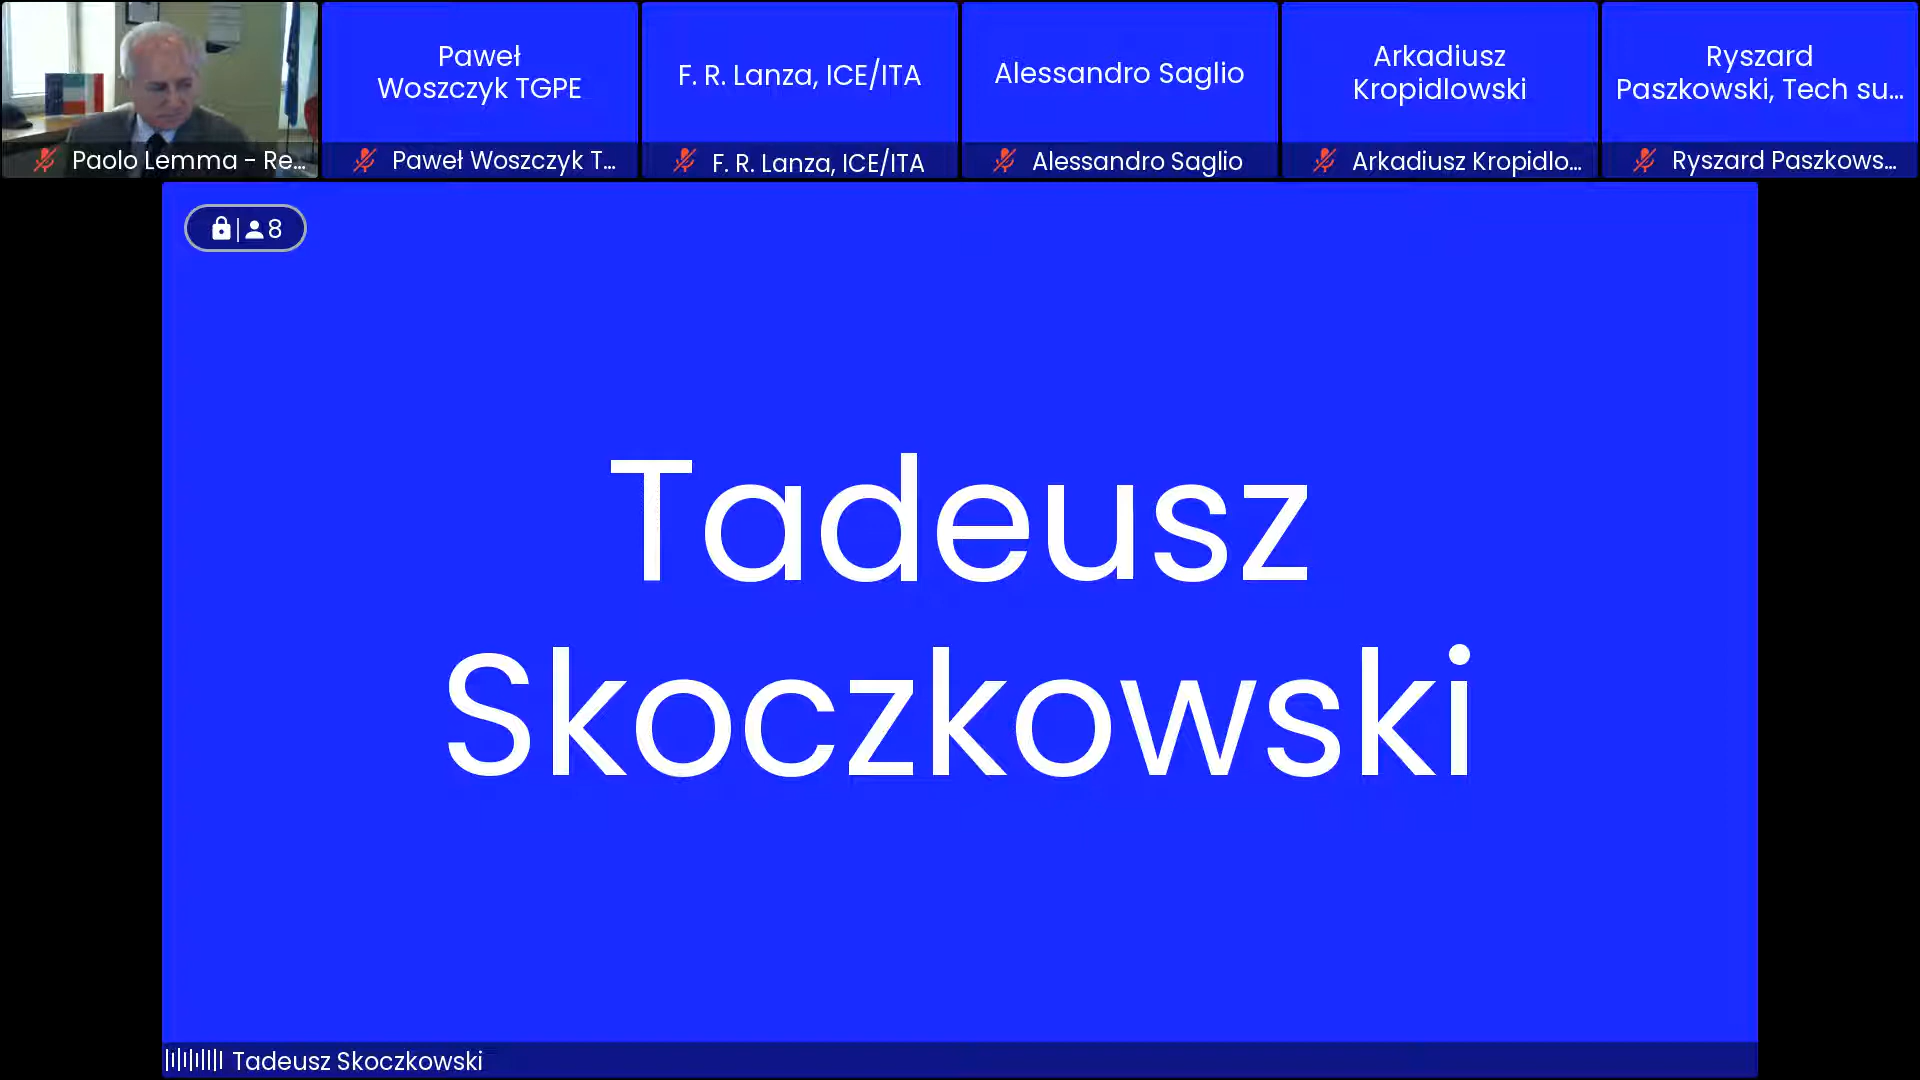 Paweł
Woszczyk TGPE
F. R. Lanza, ICE/ITA
Alessandro Saglio
Arkadiusz
Kropidlowski
Ryszard
Paszkowski, Tech su...
Paolo Lemma - Re...
Paweł Woszczyk T...
F. R. Lanza, ICE/ITA
Alessandro Saglio
Arkadiusz Kropidlo...
Ryszard Paszkows...
8
Tadeusz
Skoczkowski
Tadeusz Skoczkowski